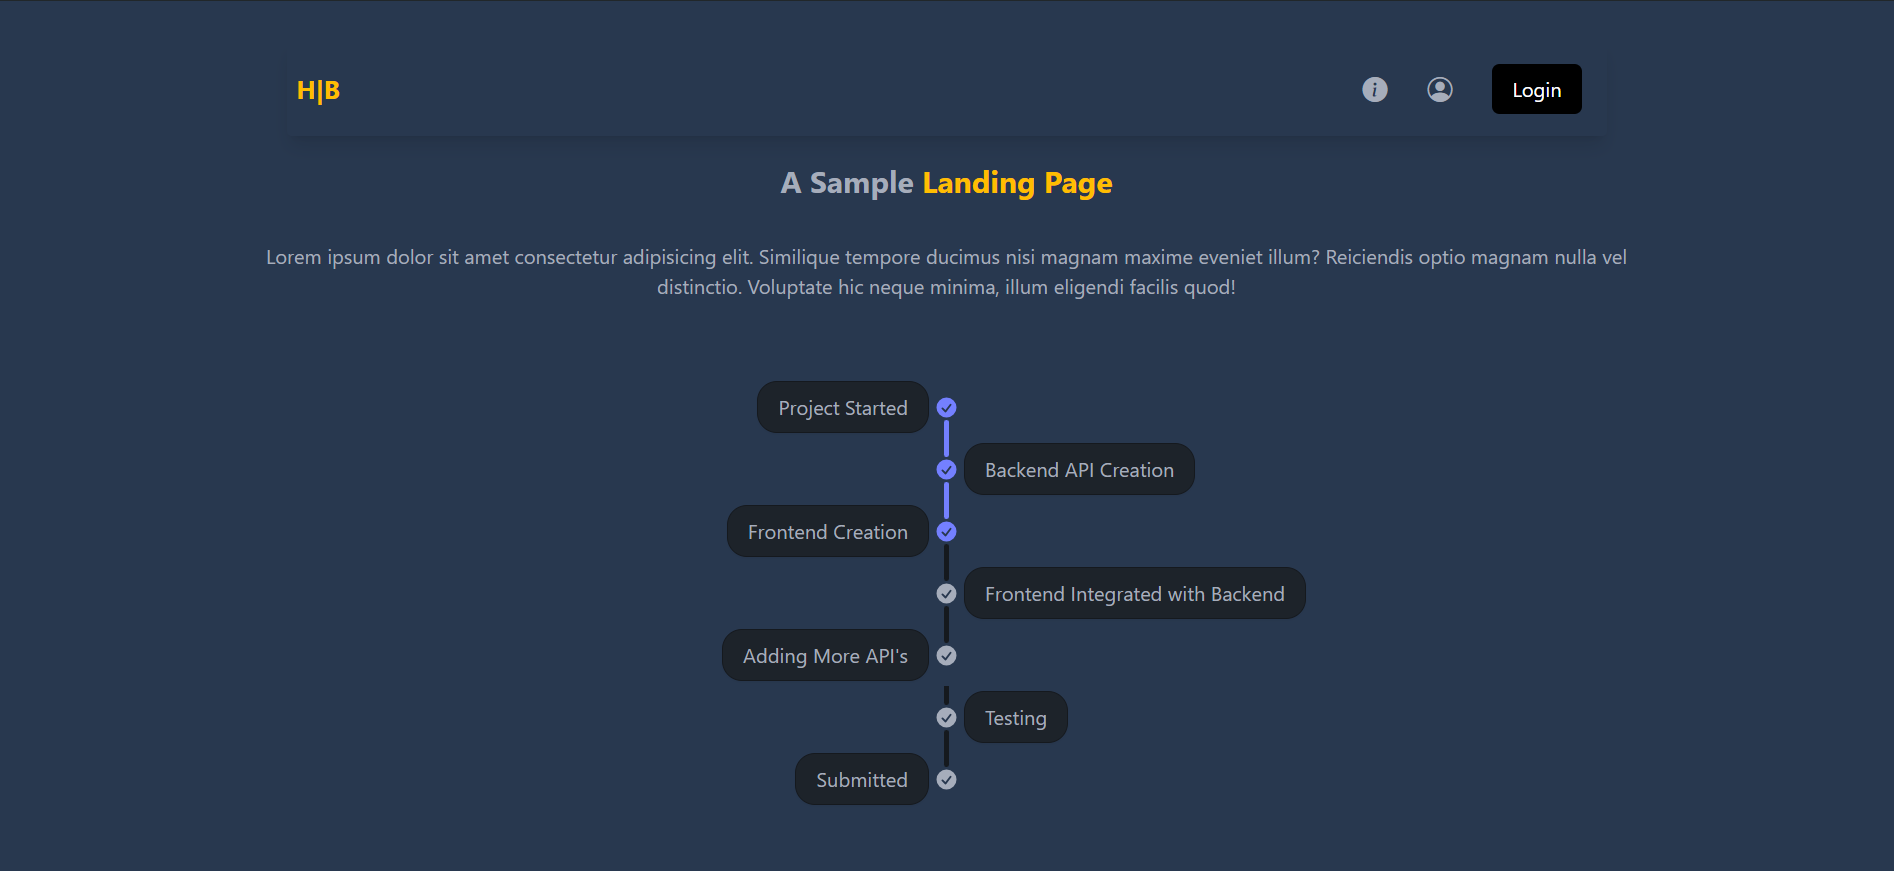 H|B
Login
A Sample Landing Page
Lorem ipsum dolor sit amet consectetur adipisicing elit. Similique tempore ducimus nisi magnam maxime eveniet illum? Reiciendis optio magnam nulla vel
distinctio. Voluptate hic neque minima, illum eligendi facilis quod!
Project Started
Backend API Creation
Frontend Creation
Frontend Integrated with Backend
Adding More API's
Testing
Submitted